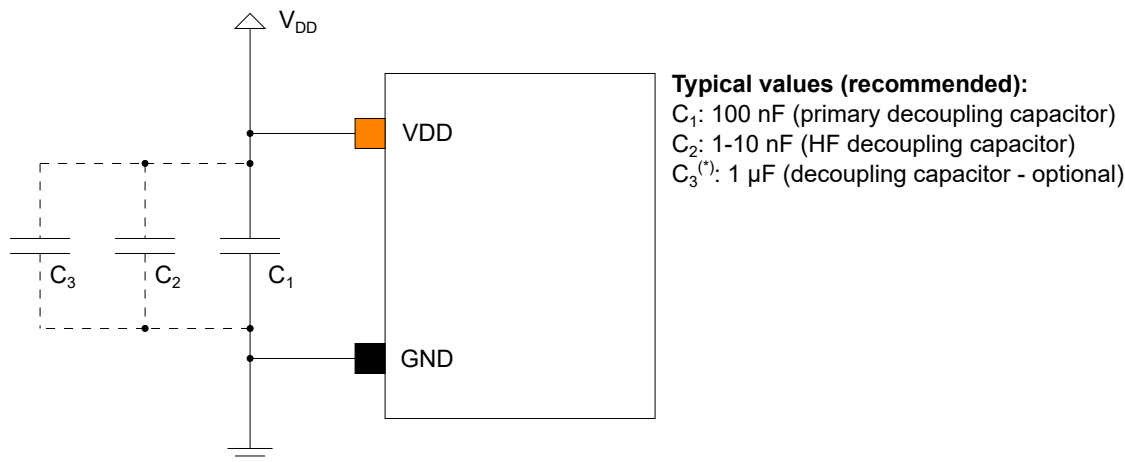 V_DD
VDD
Typical values (recommended):
C₁: 100 nF (primary decoupling capacitor)
C₂: 1-10 nF (HF decoupling capacitor)
C₃⁽*⁾: 1 µF (decoupling capacitor - optional)
C₃
C₂
C₁
GND